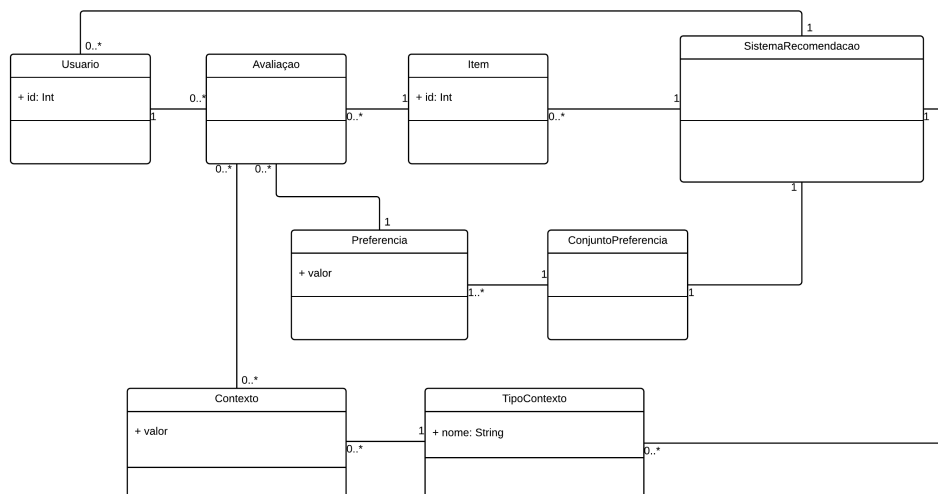 1
0..*
SistemaRecomendacao
Usuario
Avaliaçao
Item
+ id: Int
+ id: Int
0..*
1
1
1
0..*
0..*
1
0..*
0..*
1
1
Preferencia
ConjuntoPreferencia
+ valor
1
1..*
1
0..*
Contexto
TipoContexto
+ valor
1
+ nome: String
0..*
0..*